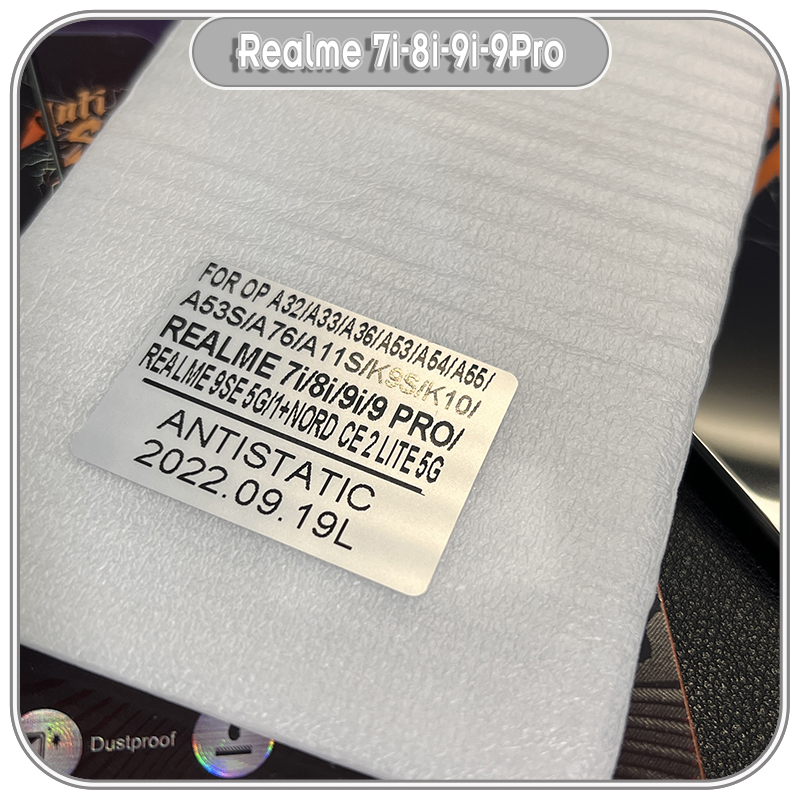 Realme 7i-8i-9i-9Pro
Anti
FOR OP A32/A33/A36/A53/A54/A55/
A53S/A76/A11S/K9S/K10/
REALME 7i/8i/9i/9 PRO/
REALME 9SE 5G/1+NORD CE 2 LITE 5G
ANTISTATIC
2022.09.19L
Dustproof